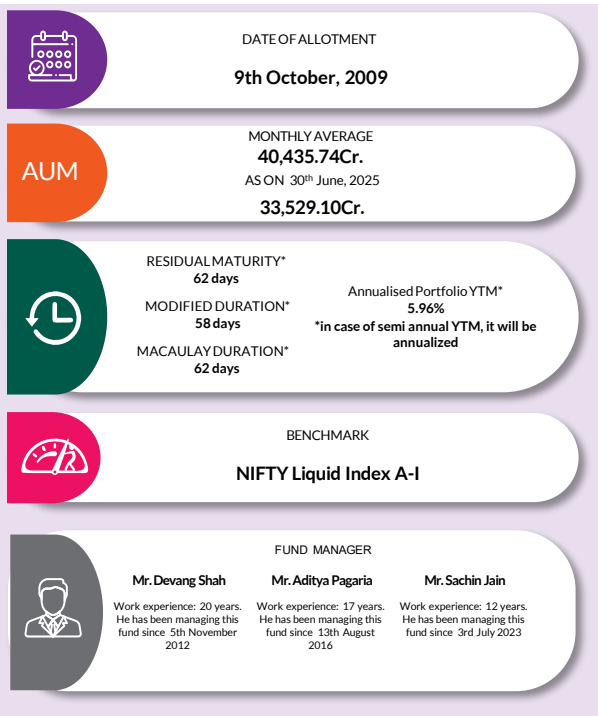 DATE OF ALLOTMENT
9th October, 2009
AUM
MONTHLY AVERAGE
40,435.74Cr.
AS ON 30th June, 2025
33,529.10Cr.
RESIDUAL MATURITY*
62 days
MODIFIED DURATION*
58 days
MACAULAY DURATION*
62 days
Annualised Portfolio YTM*
5.96%
*in case of semi annual YTM, it will be
annualized
BENCHMARK
NIFTY Liquid Index A-I
FUND MANAGER
Mr. Devang Shah
Work experience: 20 years.
He has been managing this
fund since 5th November
2012
Mr. Aditya Pagaria
Work experience: 17 years.
He has been managing this
fund since 13th August
2016
Mr. Sachin Jain
Work experience: 12 years.
He has been managing this
fund since 3rd July 2023